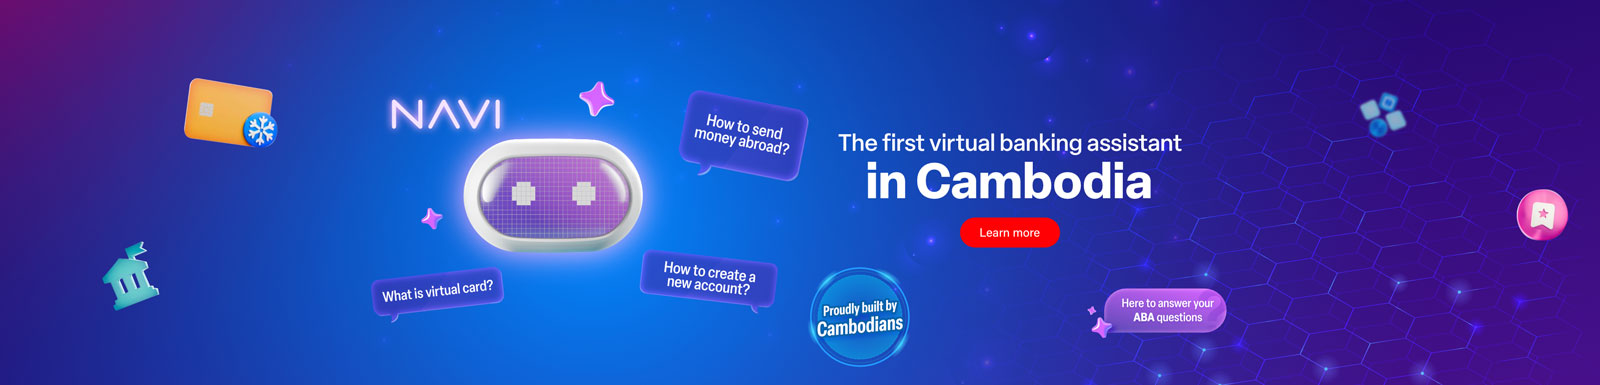 NAVI
How to send
money abroad?
What is virtual card?
How to create a
new account?
The first virtual banking assistant
in Cambodia
Learn more
Proudly built by
Cambodians
Here to answer your
ABA questions